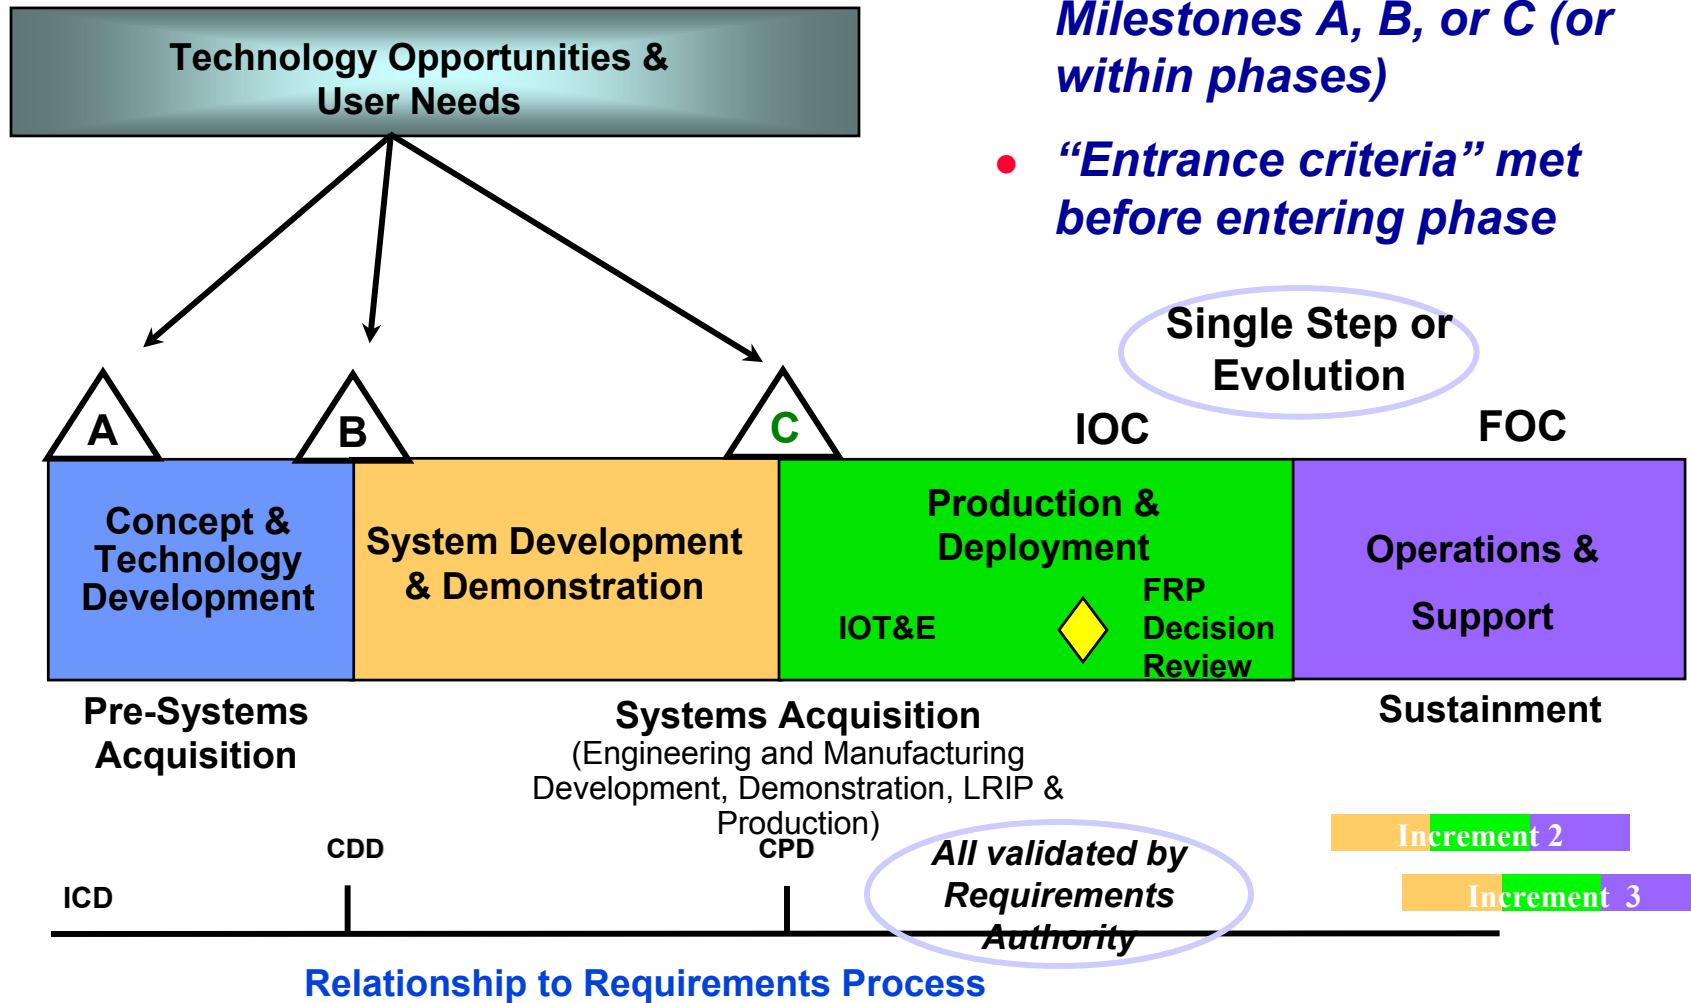 Milestones A, B, or C (or
within phases)
• “Entrance criteria” met
before entering phase
Technology Opportunities &
User Needs
Single Step or
Evolution
A
B
C
IOC
FOC
Concept &
Technology
Development
System Development
& Demonstration
Production &
Deployment
IOT&E
FRP
Decision
Review
Operations &
Support
Pre-Systems
Acquisition
Systems Acquisition
(Engineering and Manufacturing
Development, Demonstration, LRIP &
Production)
Sustainment
Increment 2
Increment 3
ICD
CDD
CPD
All validated by
Requirements
Authority
Relationship to Requirements Process